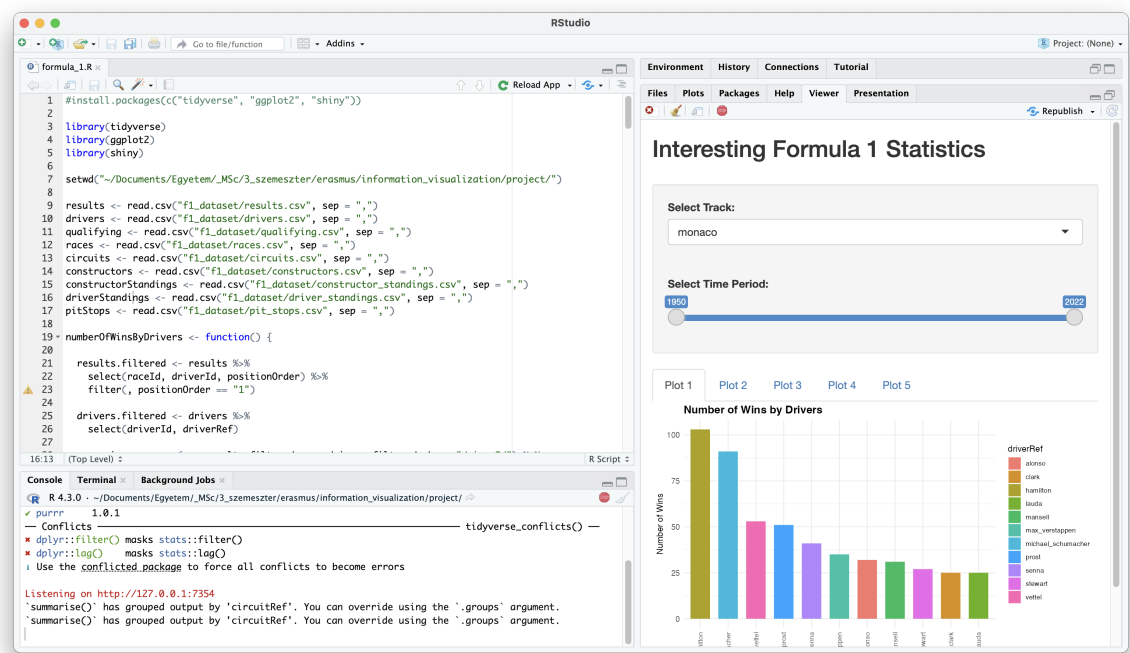 RStudio
Go to file/function
Addins
Project: (None)
formula_1.R
Reload App
1 #install.packages(c("tidyverse", "ggplot2", "shiny"))
2
3 library(tidyverse)
4 library(ggplot2)
5 library(shiny)
6
7 setwd("~/Documents/Egyetem/_MSc/3_szemeszter/erasmus/information_visualization/project/")
8
9 results <- read.csv("f1_dataset/results.csv", sep = ",")
10 drivers <- read.csv("f1_dataset/drivers.csv", sep = ",")
11 qualifying <- read.csv("f1_dataset/qualifying.csv", sep = ",")
12 races <- read.csv("f1_dataset/races.csv", sep = ",")
13 circuits <- read.csv("f1_dataset/circuits.csv", sep = ",")
14 constructors <- read.csv("f1_dataset/constructors.csv", sep = ",")
15 constructorStandings <- read.csv("f1_dataset/constructor_standings.csv", sep = ",")
16 driverStandings <- read.csv("f1_dataset/driver_standings.csv", sep = ",")
17 pitStops <- read.csv("f1_dataset/pit_stops.csv", sep = ",")
18
19 numberOfWinsByDrivers <- function() {
20
21 results.filtered <- results %>%
22 select(raceId, driverId, positionOrder) %>%
23 filter(, positionOrder == "1")
24
25 drivers.filtered <- drivers %>%
26 select(driverId, driverRef)
27
16:13 (Top Level) R Script
Console Terminal Background Jobs
R 4.3.0 · ~/Documents/Egyetem/_MSc/3_szemeszter/erasmus/information_visualization/project/
✔ purrr 1.0.1
── Conflicts ── tidyverse_conflicts() ──
✖ dplyr::filter() masks stats::filter()
✖ dplyr::lag() masks stats::lag()
ℹ Use the conflicted package to force all conflicts to become errors
Listening on http://127.0.0.1:7354
`summarise()` has grouped output by 'circuitRef'. You can override using the `.groups` argument.
`summarise()` has grouped output by 'circuitRef'. You can override using the `.groups` argument.
Environment History Connections Tutorial
Files Plots Packages Help Viewer Presentation
Republish
Interesting Formula 1 Statistics
Select Track:
monaco
Select Time Period:
1950 2022
Plot 1 Plot 2 Plot 3 Plot 4 Plot 5
Number of Wins by Drivers
Number of Wins
100
75
50
25
0
driverRef
alonso
clark
hamilton
lauda
mansell
max_verstappen
michael_schumacher
prost
senna
stewart
vettel
vettel
prost
clark